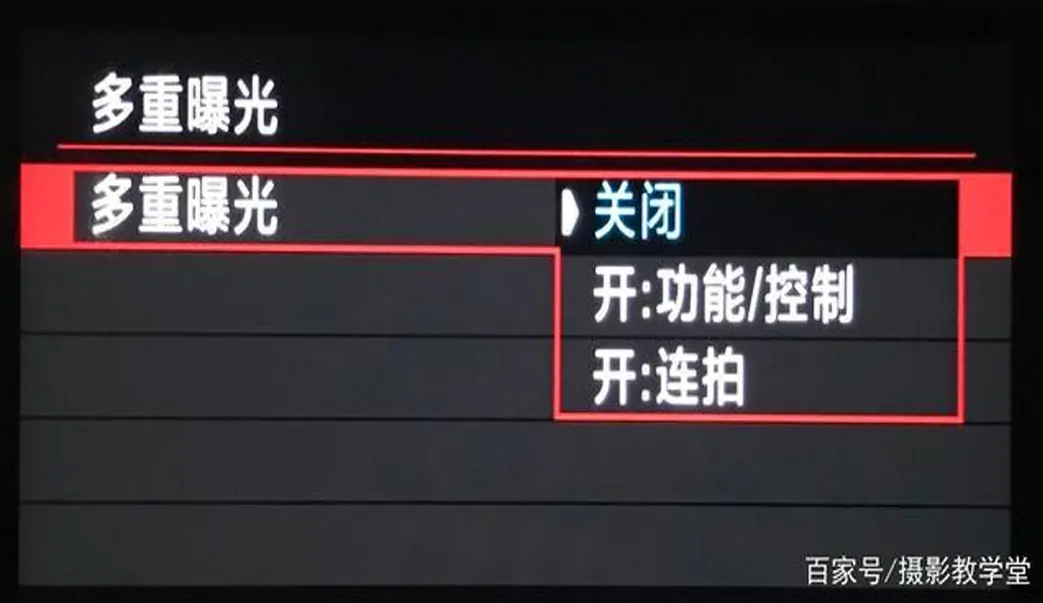 多重曝光
多重曝光 关闭
开:功能/控制
开:连拍
百家号/摄影教学堂